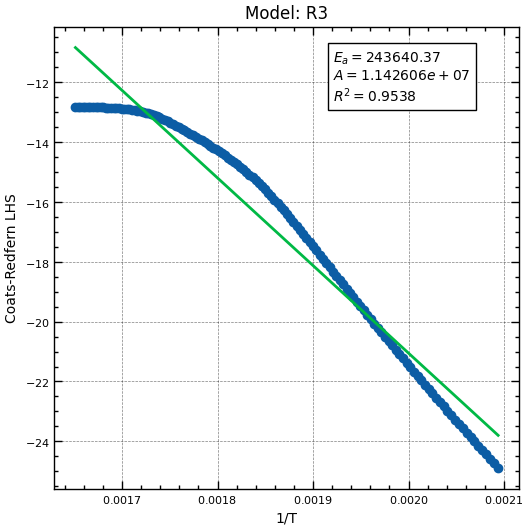 Model: R3
E_a = 243640.37
A = 1.142606e + 07
R^2 = 0.9538
−12
−14
−16
−18
−20
−22
−24
Coats-Redfern LHS
0.0017 0.0018 0.0019 0.0020 0.0021
1/T